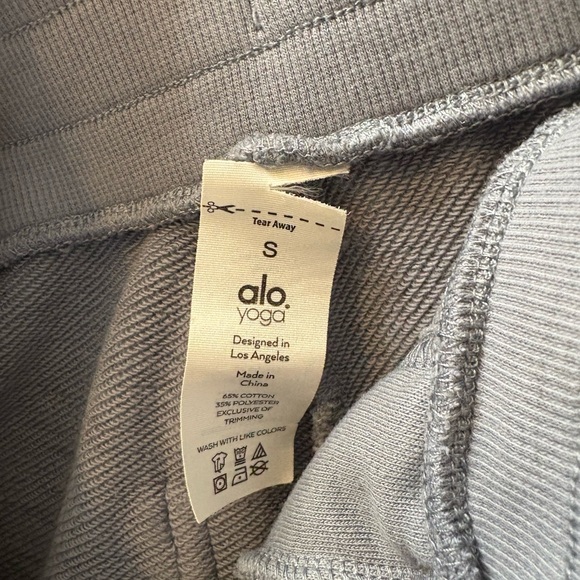 Tear Away
S
alo
yoga
Designed in
Los Angeles
Made in
China
65% COTTON
35% POLYESTER
EXCLUSIVE OF
TRIMMING
WASH WITH LIKE COLORS